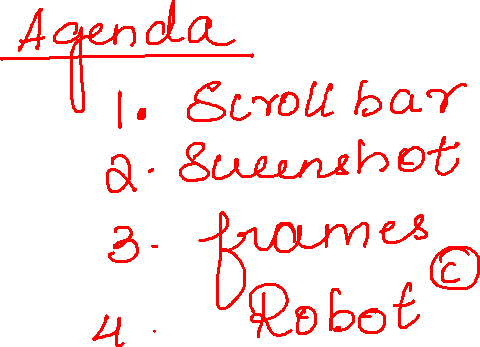 Agenda
1. Scroll bar
2. Screenshot
3. frames
4. Robot ©